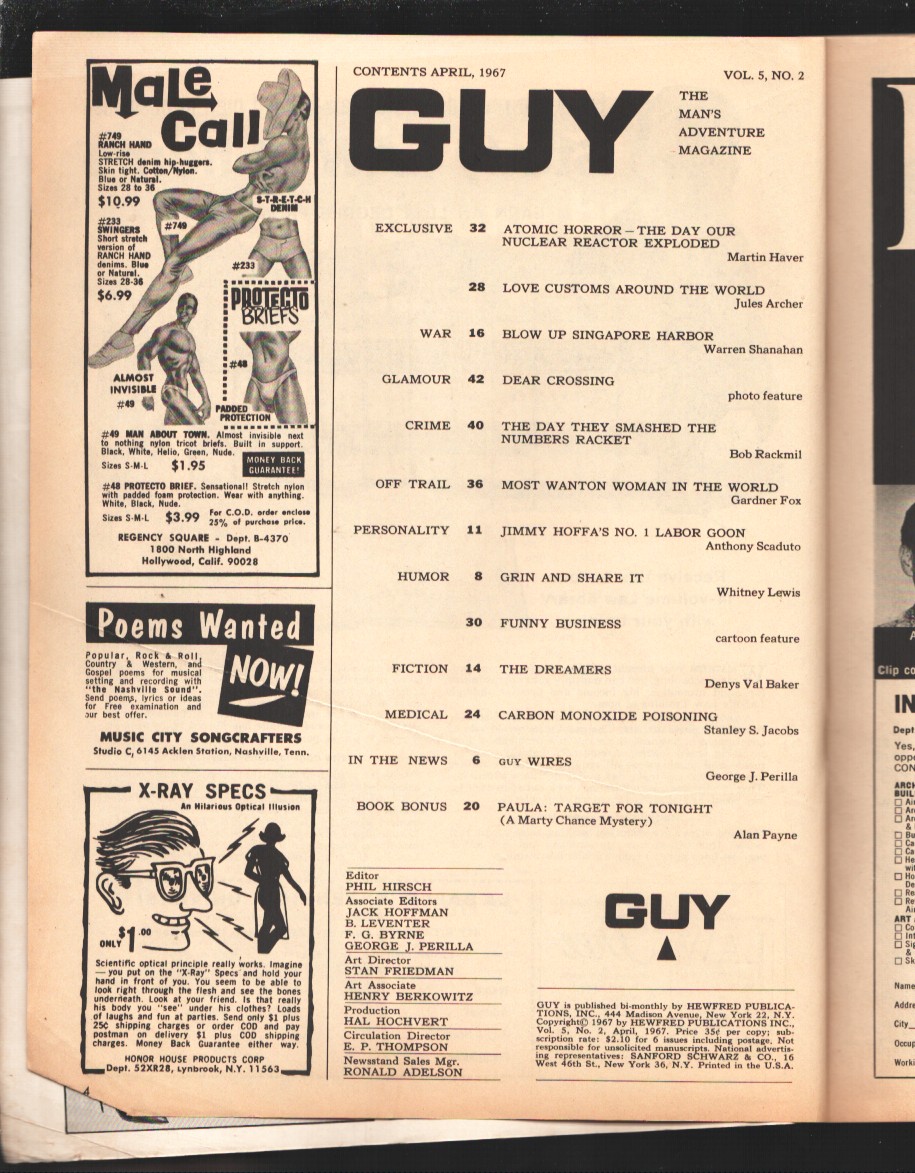 Male
Call
#749
RANCH HAND
Low-rise
STRETCH denim hip-huggers.
Skin tight. Cotton/Nylon.
Blue or Natural.
Sizes 28 to 36
$10.99
S-T-R-E-T-C-H
DENIM
#749
#233
SWINGERS
Short stretch
version of
RANCH HAND
denims. Blue
or Natural.
Sizes 28-36
$6.99
#233
PROTECTO
BRIEFS
#48
ALMOST
INVISIBLE
#49
PADDED
PROTECTION
#49 MAN ABOUT TOWN. Almost invisible next
to nothing nylon tricot briefs. Built in support.
Black, White, Helio, Green, Nude.
Sizes S-M-L $1.95
MONEY BACK
GUARANTEE!
#48 PROTECTO BRIEF. Sensational! Stretch nylon
with padded foam protection. Wear with anything.
White, Black, Nude.
Sizes S-M-L $3.99 For C.O.D. order enclose
25% of purchase price.
REGENCY SQUARE - Dept. B-4370
1800 North Highland
Hollywood, Calif. 90028
Poems Wanted
NOW!
Popular, Rock & Roll,
Country & Western, and
Gospel poems for musical
setting and recording with
"the Nashville Sound".
Send poems, lyrics or ideas
for Free examination and
our best offer.
MUSIC CITY SONGCRAFTERS
Studio C, 6145 Acklen Station, Nashville, Tenn.
X-RAY SPECS
An Hilarious Optical Illusion
ONLY $1.00
Scientific optical principle really works. Imagine
— you put on the "X-Ray" Specs and hold your
hand in front of you. You seem to be able to
look right through the flesh and see the bones
underneath. Look at your friend. Is that really
his body you "see" under his clothes? Loads
of laughs and fun at parties. Send only $1 plus
25¢ shipping charges or order COD and pay
postman on delivery $1 plus COD shipping
charges. Money Back Guarantee either way.
HONOR HOUSE PRODUCTS CORP
Dept. 52XR28, Lynbrook, N.Y. 11563
4
CONTENTS APRIL, 1967
VOL. 5, NO. 2
GUY
THE
MAN'S
ADVENTURE
MAGAZINE
EXCLUSIVE 32 ATOMIC HORROR – THE DAY OUR
NUCLEAR REACTOR EXPLODED
Martin Haver
28 LOVE CUSTOMS AROUND THE WORLD
Jules Archer
WAR 16 BLOW UP SINGAPORE HARBOR
Warren Shanahan
GLAMOUR 42 DEAR CROSSING
photo feature
CRIME 40 THE DAY THEY SMASHED THE
NUMBERS RACKET
Bob Rackmil
OFF TRAIL 36 MOST WANTON WOMAN IN THE WORLD
Gardner Fox
PERSONALITY 11 JIMMY HOFFA'S NO. 1 LABOR GOON
Anthony Scaduto
HUMOR 8 GRIN AND SHARE IT
Whitney Lewis
30 FUNNY BUSINESS
cartoon feature
FICTION 14 THE DREAMERS
Denys Val Baker
MEDICAL 24 CARBON MONOXIDE POISONING
Stanley S. Jacobs
IN THE NEWS 6 GUY WIRES
George J. Perilla
BOOK BONUS 20 PAULA: TARGET FOR TONIGHT
(A Marty Chance Mystery)
Alan Payne
Editor
PHIL HIRSCH
Associate Editors
JACK HOFFMAN
B. LEVENTER
F. G. BYRNE
GEORGE J. PERILLA
Art Director
STAN FRIEDMAN
Art Associate
HENRY BERKOWITZ
Production
HAL HOCHVERT
Circulation Director
E. P. THOMPSON
Newsstand Sales Mgr.
RONALD ADELSON
GUY
GUY is published bi-monthly by HEWFRED PUBLICA-
TIONS, INC., 444 Madison Avenue, New York 22, N.Y.
Copyright© 1967 by HEWFRED PUBLICATIONS INC.,
Vol. 5, No. 2, April, 1967. Price 35¢ per copy; sub-
scription rate: $2.10 for 6 issues including postage. Not
responsible for unsolicited manuscripts. National advertis-
ing representatives: SANFORD SCHWARZ & CO., 16
West 46th St., New York 36, N.Y. Printed in the U.S.A.
Clip
IN
Dept
Yes,
CON
ART
Name
City